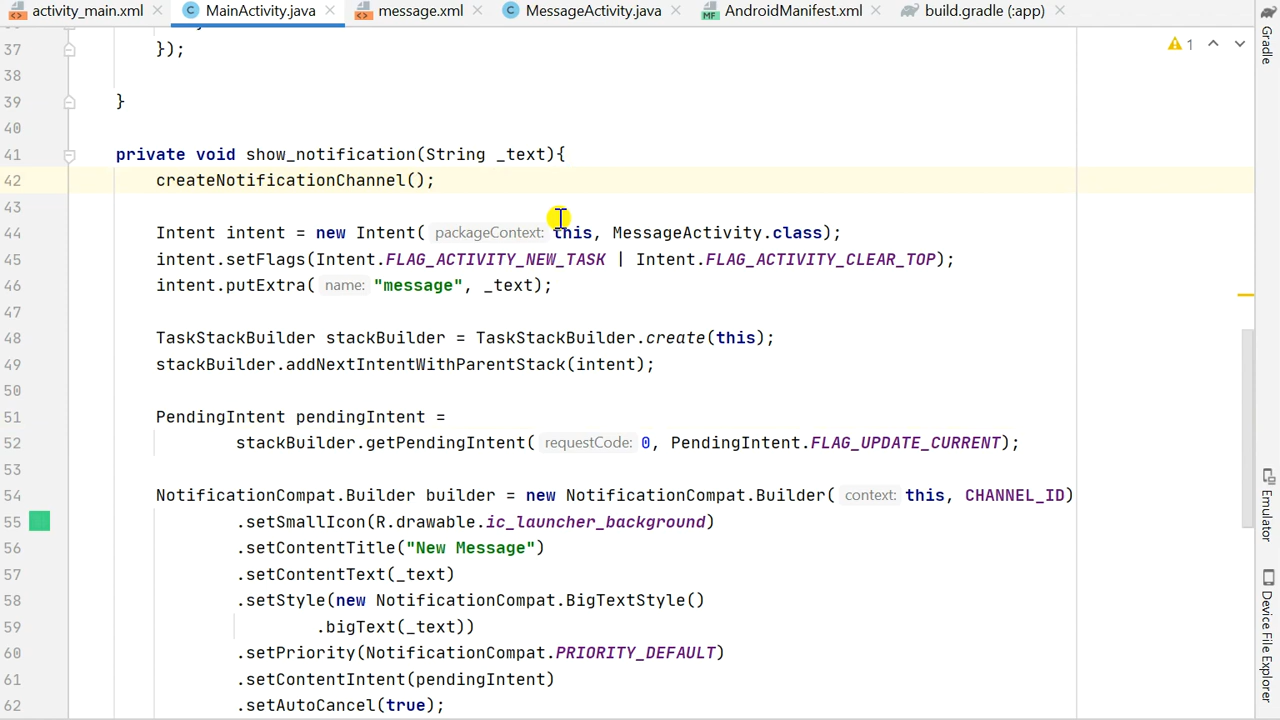 activity_main.xml MainActivity.java message.xml MessageActivity.java AndroidManifest.xml build.gradle (:app) Gradle
1
37 });
38
39 }
40
41 private void show_notification(String _text){
42 createNotificationChannel();
43
44 Intent intent = new Intent( packageContext: this, MessageActivity.class);
45 intent.setFlags(Intent.FLAG_ACTIVITY_NEW_TASK | Intent.FLAG_ACTIVITY_CLEAR_TOP);
46 intent.putExtra( name: "message", _text);
47
48 TaskStackBuilder stackBuilder = TaskStackBuilder.create(this);
49 stackBuilder.addNextIntentWithParentStack(intent);
50
51 PendingIntent pendingIntent =
52 stackBuilder.getPendingIntent( requestCode: 0, PendingIntent.FLAG_UPDATE_CURRENT);
53
54 NotificationCompat.Builder builder = new NotificationCompat.Builder( context: this, CHANNEL_ID)
55 .setSmallIcon(R.drawable.ic_launcher_background)
56 .setContentTitle("New Message")
57 .setContentText(_text)
58 .setStyle(new NotificationCompat.BigTextStyle()
59 .bigText(_text))
60 .setPriority(NotificationCompat.PRIORITY_DEFAULT)
61 .setContentIntent(pendingIntent)
62 .setAutoCancel(true);
Emulator
Device File Explorer